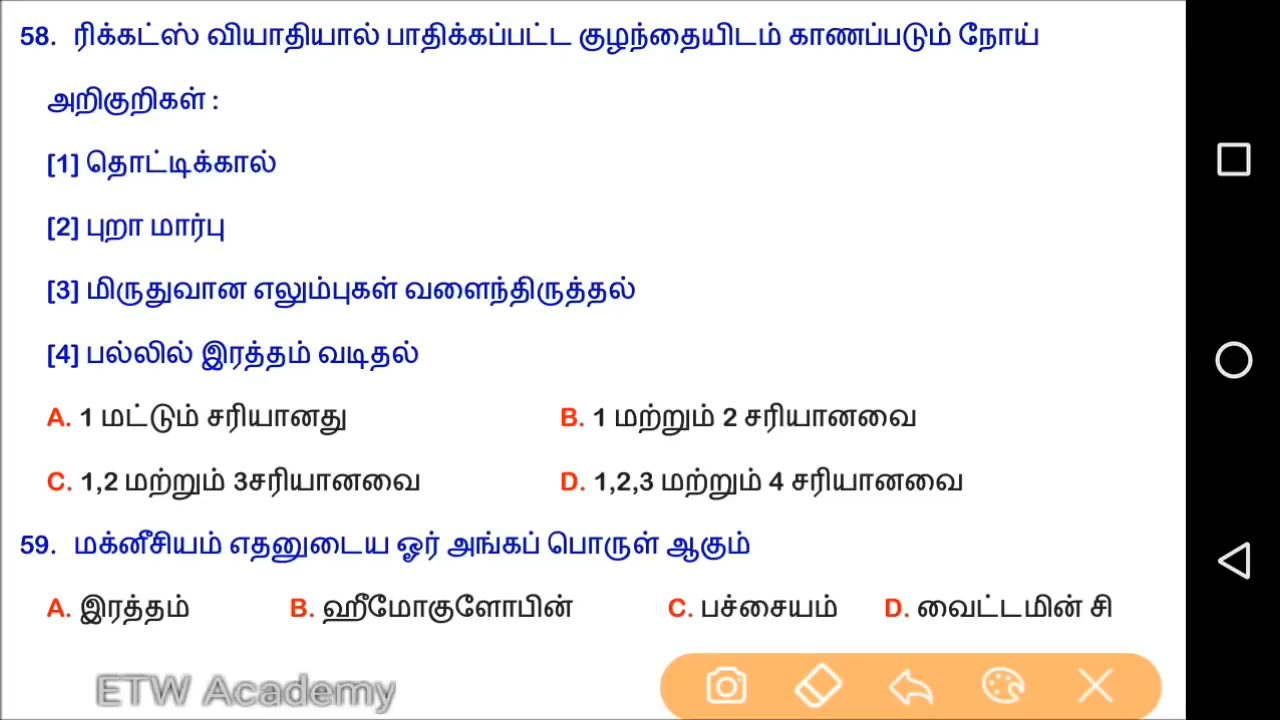 58. ரிக்கட்ஸ் வியாதியால் பாதிக்கப்பட்ட குழந்தையிடம் காணப்படும் நோய்
அறிகுறிகள் :
[1] தொட்டிக்கால்
[2] புறா மார்பு
[3] மிருதுவான எலும்புகள் வளைந்திருத்தல்
[4] பல்லில் இரத்தம் வடிதல்
A. 1 மட்டும் சரியானது B. 1 மற்றும் 2 சரியானவை
C. 1,2 மற்றும் 3சரியானவை D. 1,2,3 மற்றும் 4 சரியானவை
59. மக்னீசியம் எதனுடைய ஓர் அங்கப் பொருள் ஆகும்
A. இரத்தம் B. ஹீமோகுளோபின் C. பச்சையம் D. வைட்டமின் சி
ETW Academy